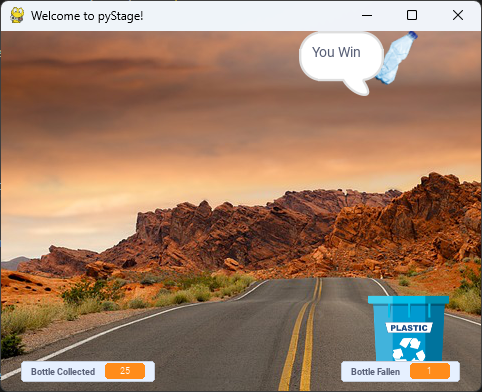 Welcome to pyStage!
You Win
PLASTIC
Bottle Collected 25
Bottle Fallen 1